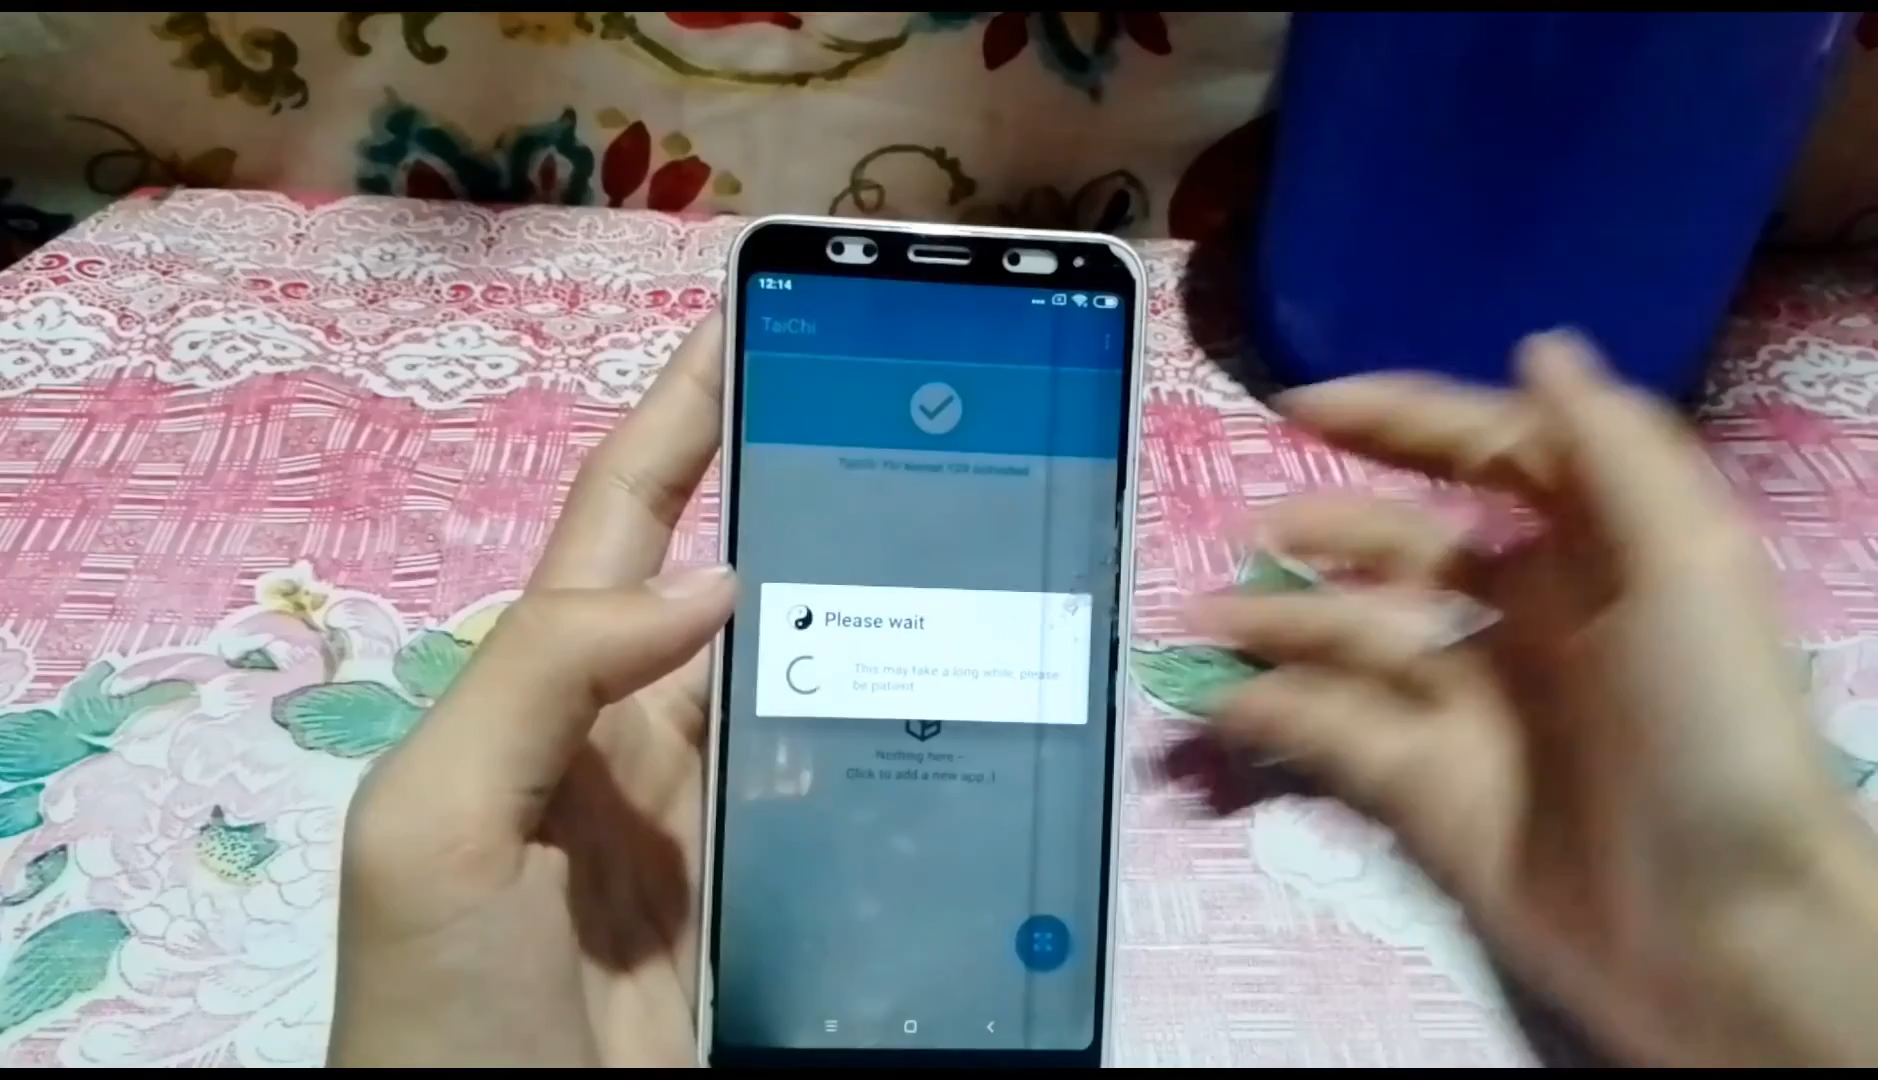 12:14
TaiChi
Please wait
This may take a long while, please
be patient
Nothing here ~
Click to add a new app :)